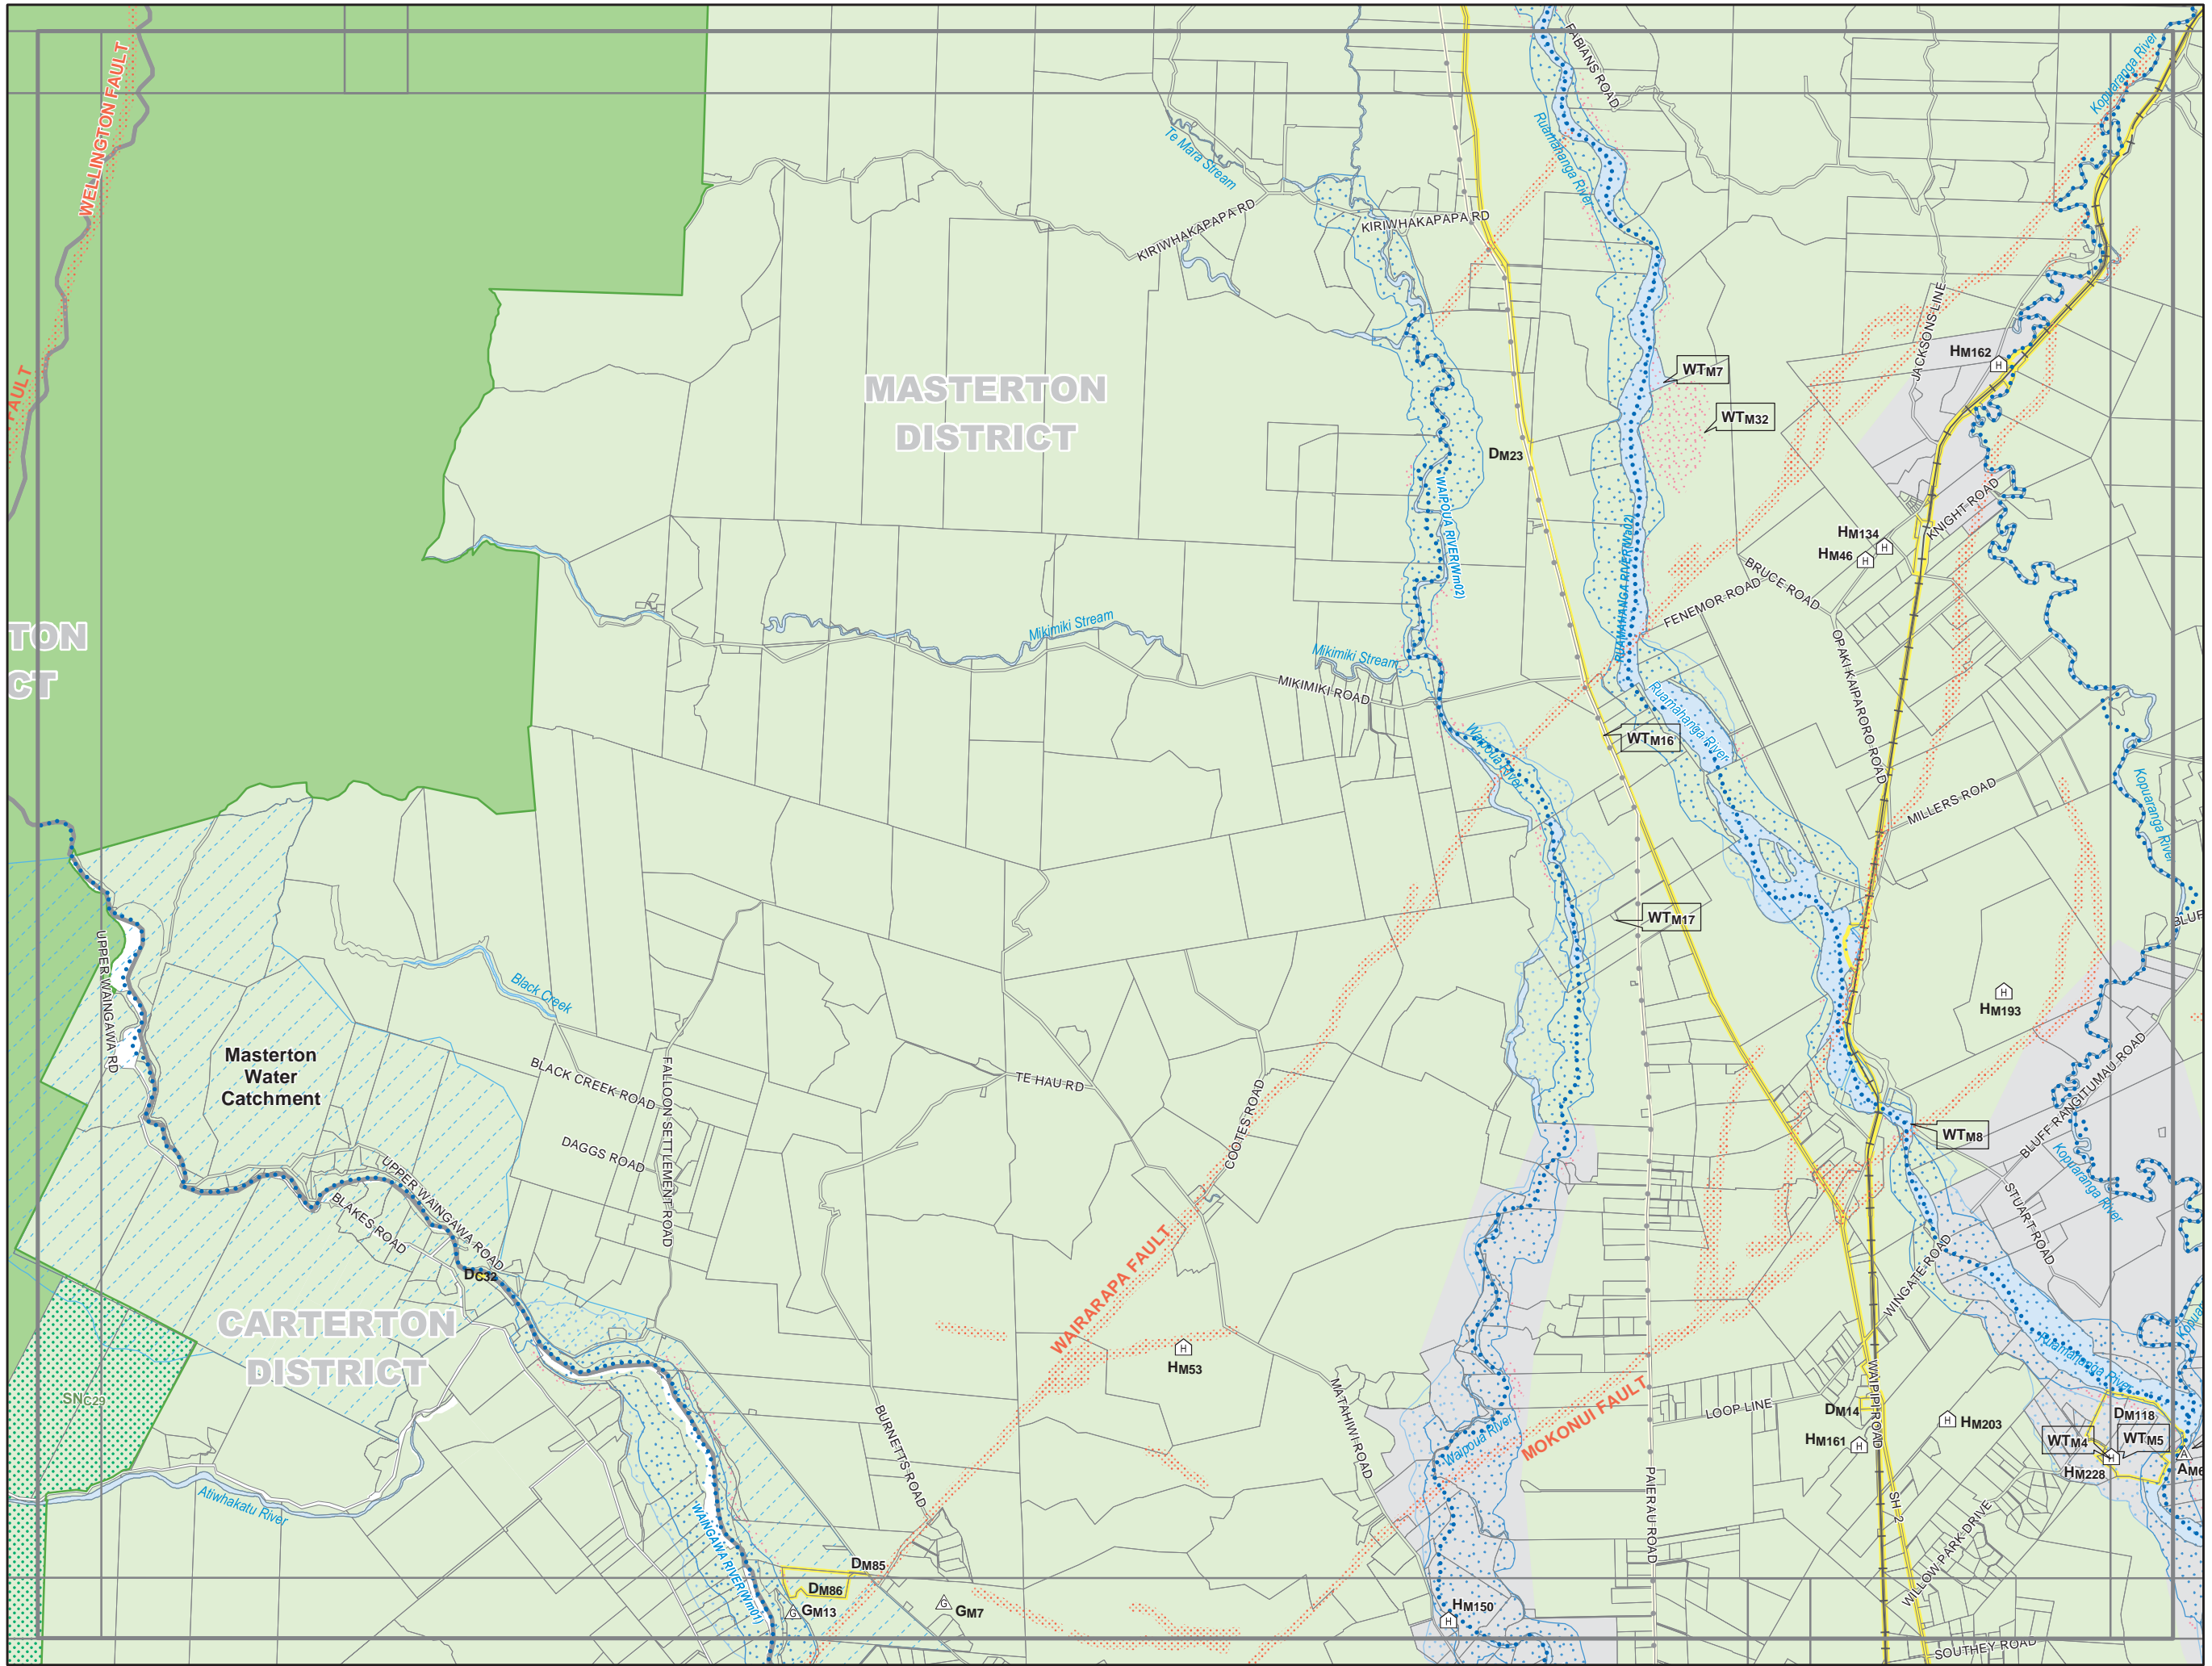 WELLINGTON FAULT
FABIANS ROAD
Kopuaranga River
Te Mara Stream
Ruamahanga River
KIRIWHAKAPAPA RD
KIRIWHAKAPAPA RD
JACKSONS LINE
HM162
FAULT
MASTERTON
DISTRICT
WTM7
WTM32
DM23
WAIPOUA RIVER(Wm02)
RUAMAHANGA RIVER(Wa02)
KNIGHT ROAD
HM134
HM46
BRUCE ROAD
FENEMOR ROAD
TON
CT
Mikimiki Stream
Mikimiki Stream
MIKIMIKI ROAD
OPAKI KAIPARORO ROAD
Ruamahanga River
WTM16
Waipoua River
MILLERS ROAD
Kopuaranga River
WTM17
BLUF
UPPER WAINGAWA RD
Black Creek
HM193
Masterton
Water
Catchment
BLACK CREEK ROAD
FALLOON SETTLEMENT ROAD
TE HAU RD
COOTES ROAD
BLUFF RANGITUMAU ROAD
WTM8
DAGGS ROAD
UPPER WAINGAWA ROAD
BLAKES ROAD
Kopuaranga River
STUART ROAD
DC32
WAIRARAPA FAULT
WINGATE ROAD
CARTERTON
DISTRICT
Kopuara
HM53
Ruamahanga River
SNC29
MATAHIWI ROAD
MOKONUI FAULT
LOOP LINE
WAIPIPI ROAD
DM14
HM161
HM203
DM118
WTM4
WTM5
HM228
AM6
BURNETTS ROAD
Waipoua River
PAIERAU ROAD
SH 2
Atiwhakatu River
WAINGAWA RIVER(Wm01)
WILLOW PARK DRIVE
DM85
DM86
GM13
GM7
HM150
SOUTHEY ROAD